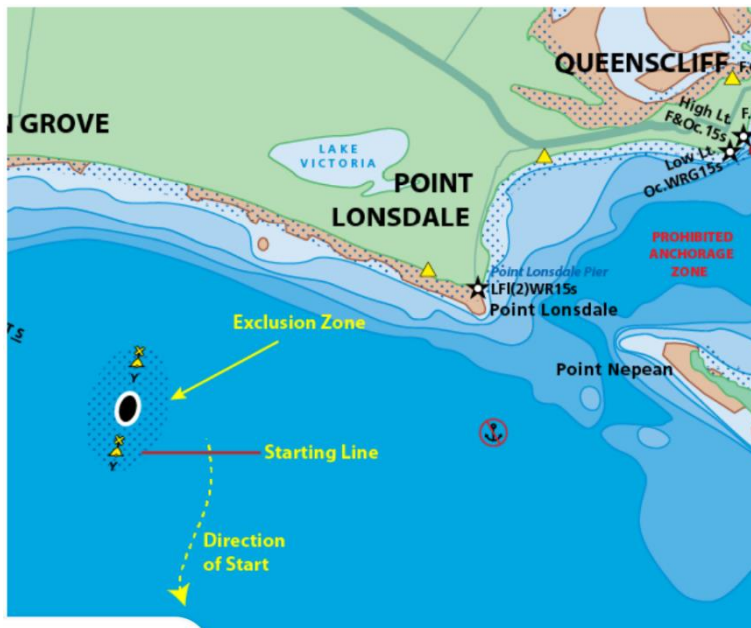 QUEENSCLIFF
High Lt.
F&Oc.15s
Low Lt.
Oc.WRG15s
N GROVE
LAKE
VICTORIA
POINT
LONSDALE
PROHIBITED
ANCHORAGE
ZONE
Point Lonsdale Pier
LFl(2)WR15s
Point Lonsdale
Exclusion Zone
Point Nepean
Y
Starting Line
Y
Direction
of Start